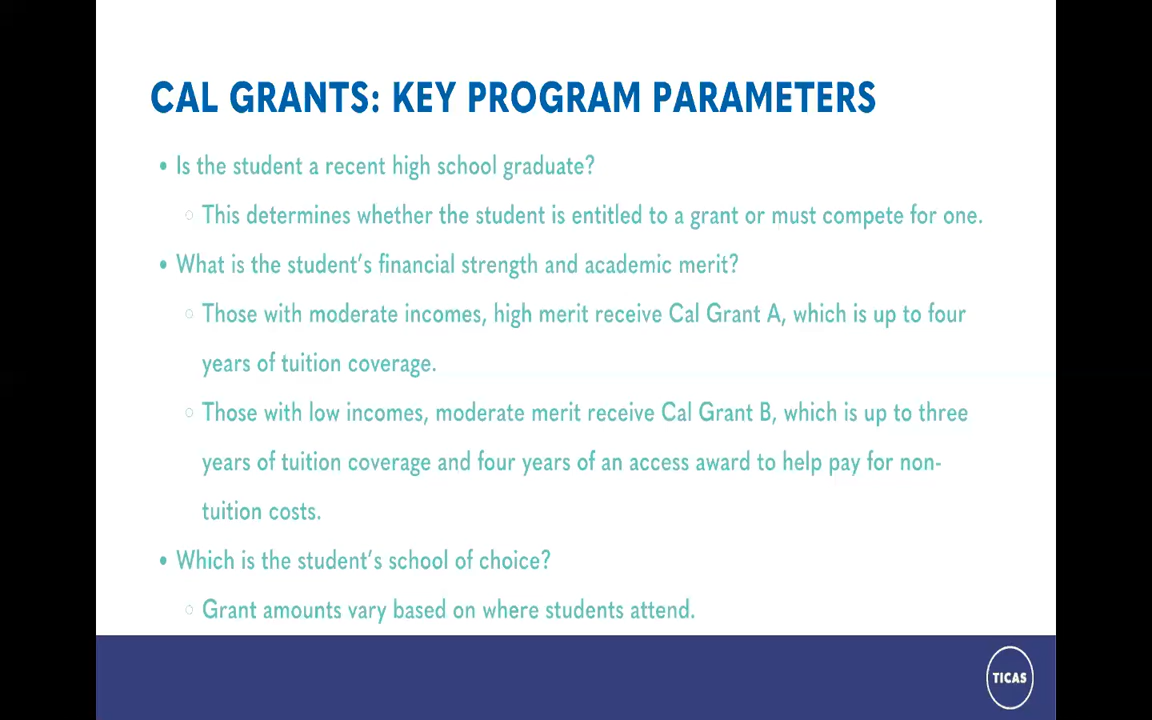 CAL GRANTS: KEY PROGRAM PARAMETERS
• Is the student a recent high school graduate?
○ This determines whether the student is entitled to a grant or must compete for one.
• What is the student's financial strength and academic merit?
○ Those with moderate incomes, high merit receive Cal Grant A, which is up to four
years of tuition coverage.
○ Those with low incomes, moderate merit receive Cal Grant B, which is up to three
years of tuition coverage and four years of an access award to help pay for non-
tuition costs.
• Which is the student's school of choice?
○ Grant amounts vary based on where students attend.
TICAS